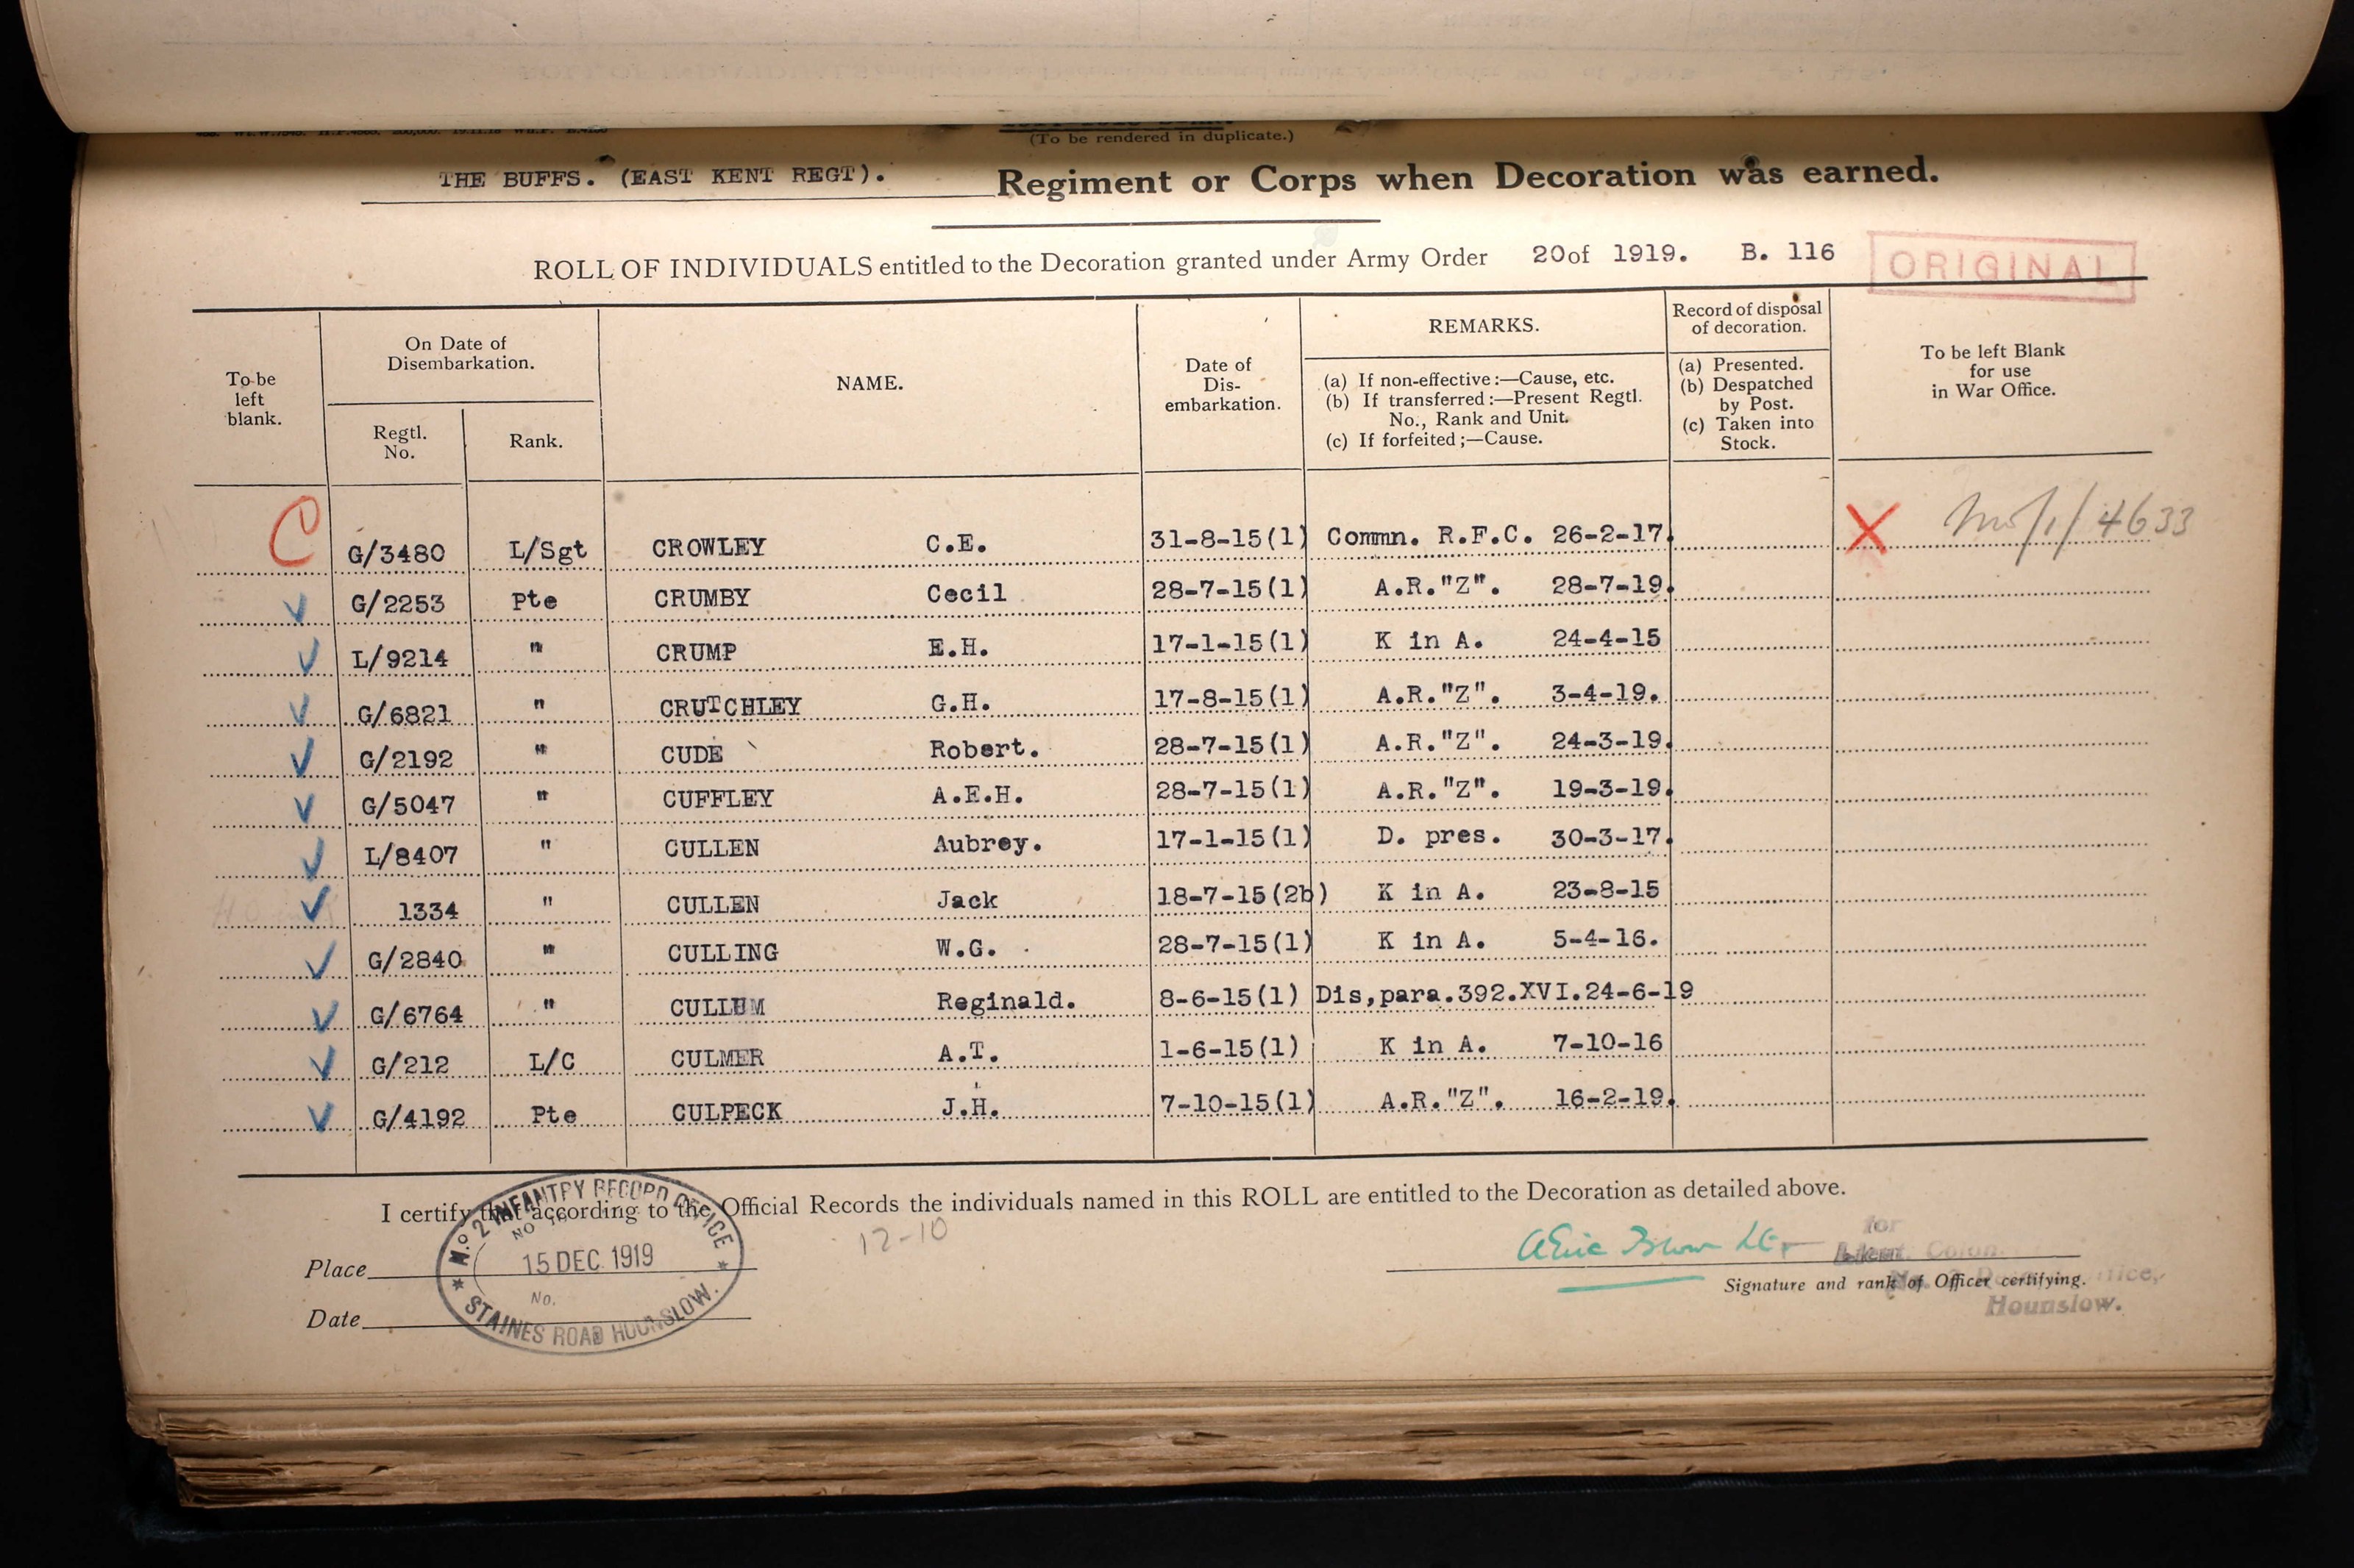 (To be rendered in duplicate.)
THE BUFFS. (EAST KENT REGT). Regiment or Corps when Decoration was earned.
ROLL OF INDIVIDUALS entitled to the Decoration granted under Army Order 20of 1919. B. 116
ORIGINAL
To be left blank.
On Date of Disembarkation.
Regtl. No.
Rank.
NAME.
Date of Dis-embarkation.
REMARKS.
(a) If non-effective:—Cause, etc.
(b) If transferred:—Present Regtl. No., Rank and Unit.
(c) If forfeited;—Cause.
Record of disposal of decoration.
(a) Presented.
(b) Despatched by Post.
(c) Taken into Stock.
To be left Blank for use in War Office.
C G/3480 L/Sgt CROWLEY C.E. 31-8-15(1) Commn. R.F.C. 26-2-17. X /1/4633
G/2253 Pte CRUMBY Cecil 28-7-15(1) A.R."Z". 28-7-19.
L/9214 " CRUMP E.H. 17-1-15(1) K in A. 24-4-15
G/6821 " CRUTCHLEY G.H. 17-8-15(1) A.R."Z". 3-4-19.
G/2192 " CUDE Robert. 28-7-15(1) A.R."Z". 24-3-19.
G/5047 " CUFFLEY A.E.H. 28-7-15(1) A.R."Z". 19-3-19.
L/8407 " CULLEN Aubrey. 17-1-15(1) D. pres. 30-3-17.
1334 " CULLEN Jack 18-7-15(2b) K in A. 23-8-15
G/2840 " CULLING W.G. 28-7-15(1) K in A. 5-4-16.
G/6764 " CULLUM Reginald. 8-6-15(1) Dis,para.392.XVI.24-6-19
G/212 L/C CULMER A.T. 1-6-15(1) K in A. 7-10-16
G/4192 Pte CULPECK J.H. 7-10-15(1) A.R."Z". 16-2-19.
I certify that according to the Official Records the individuals named in this ROLL are entitled to the Decoration as detailed above.
12-10
Place
Date
No. 2 INFANTRY RECORD OFFICE
15 DEC 1919
No.
STAINES ROAD HOUNSLOW.
for
Signature and rank of Officer certifying.
Hounslow.